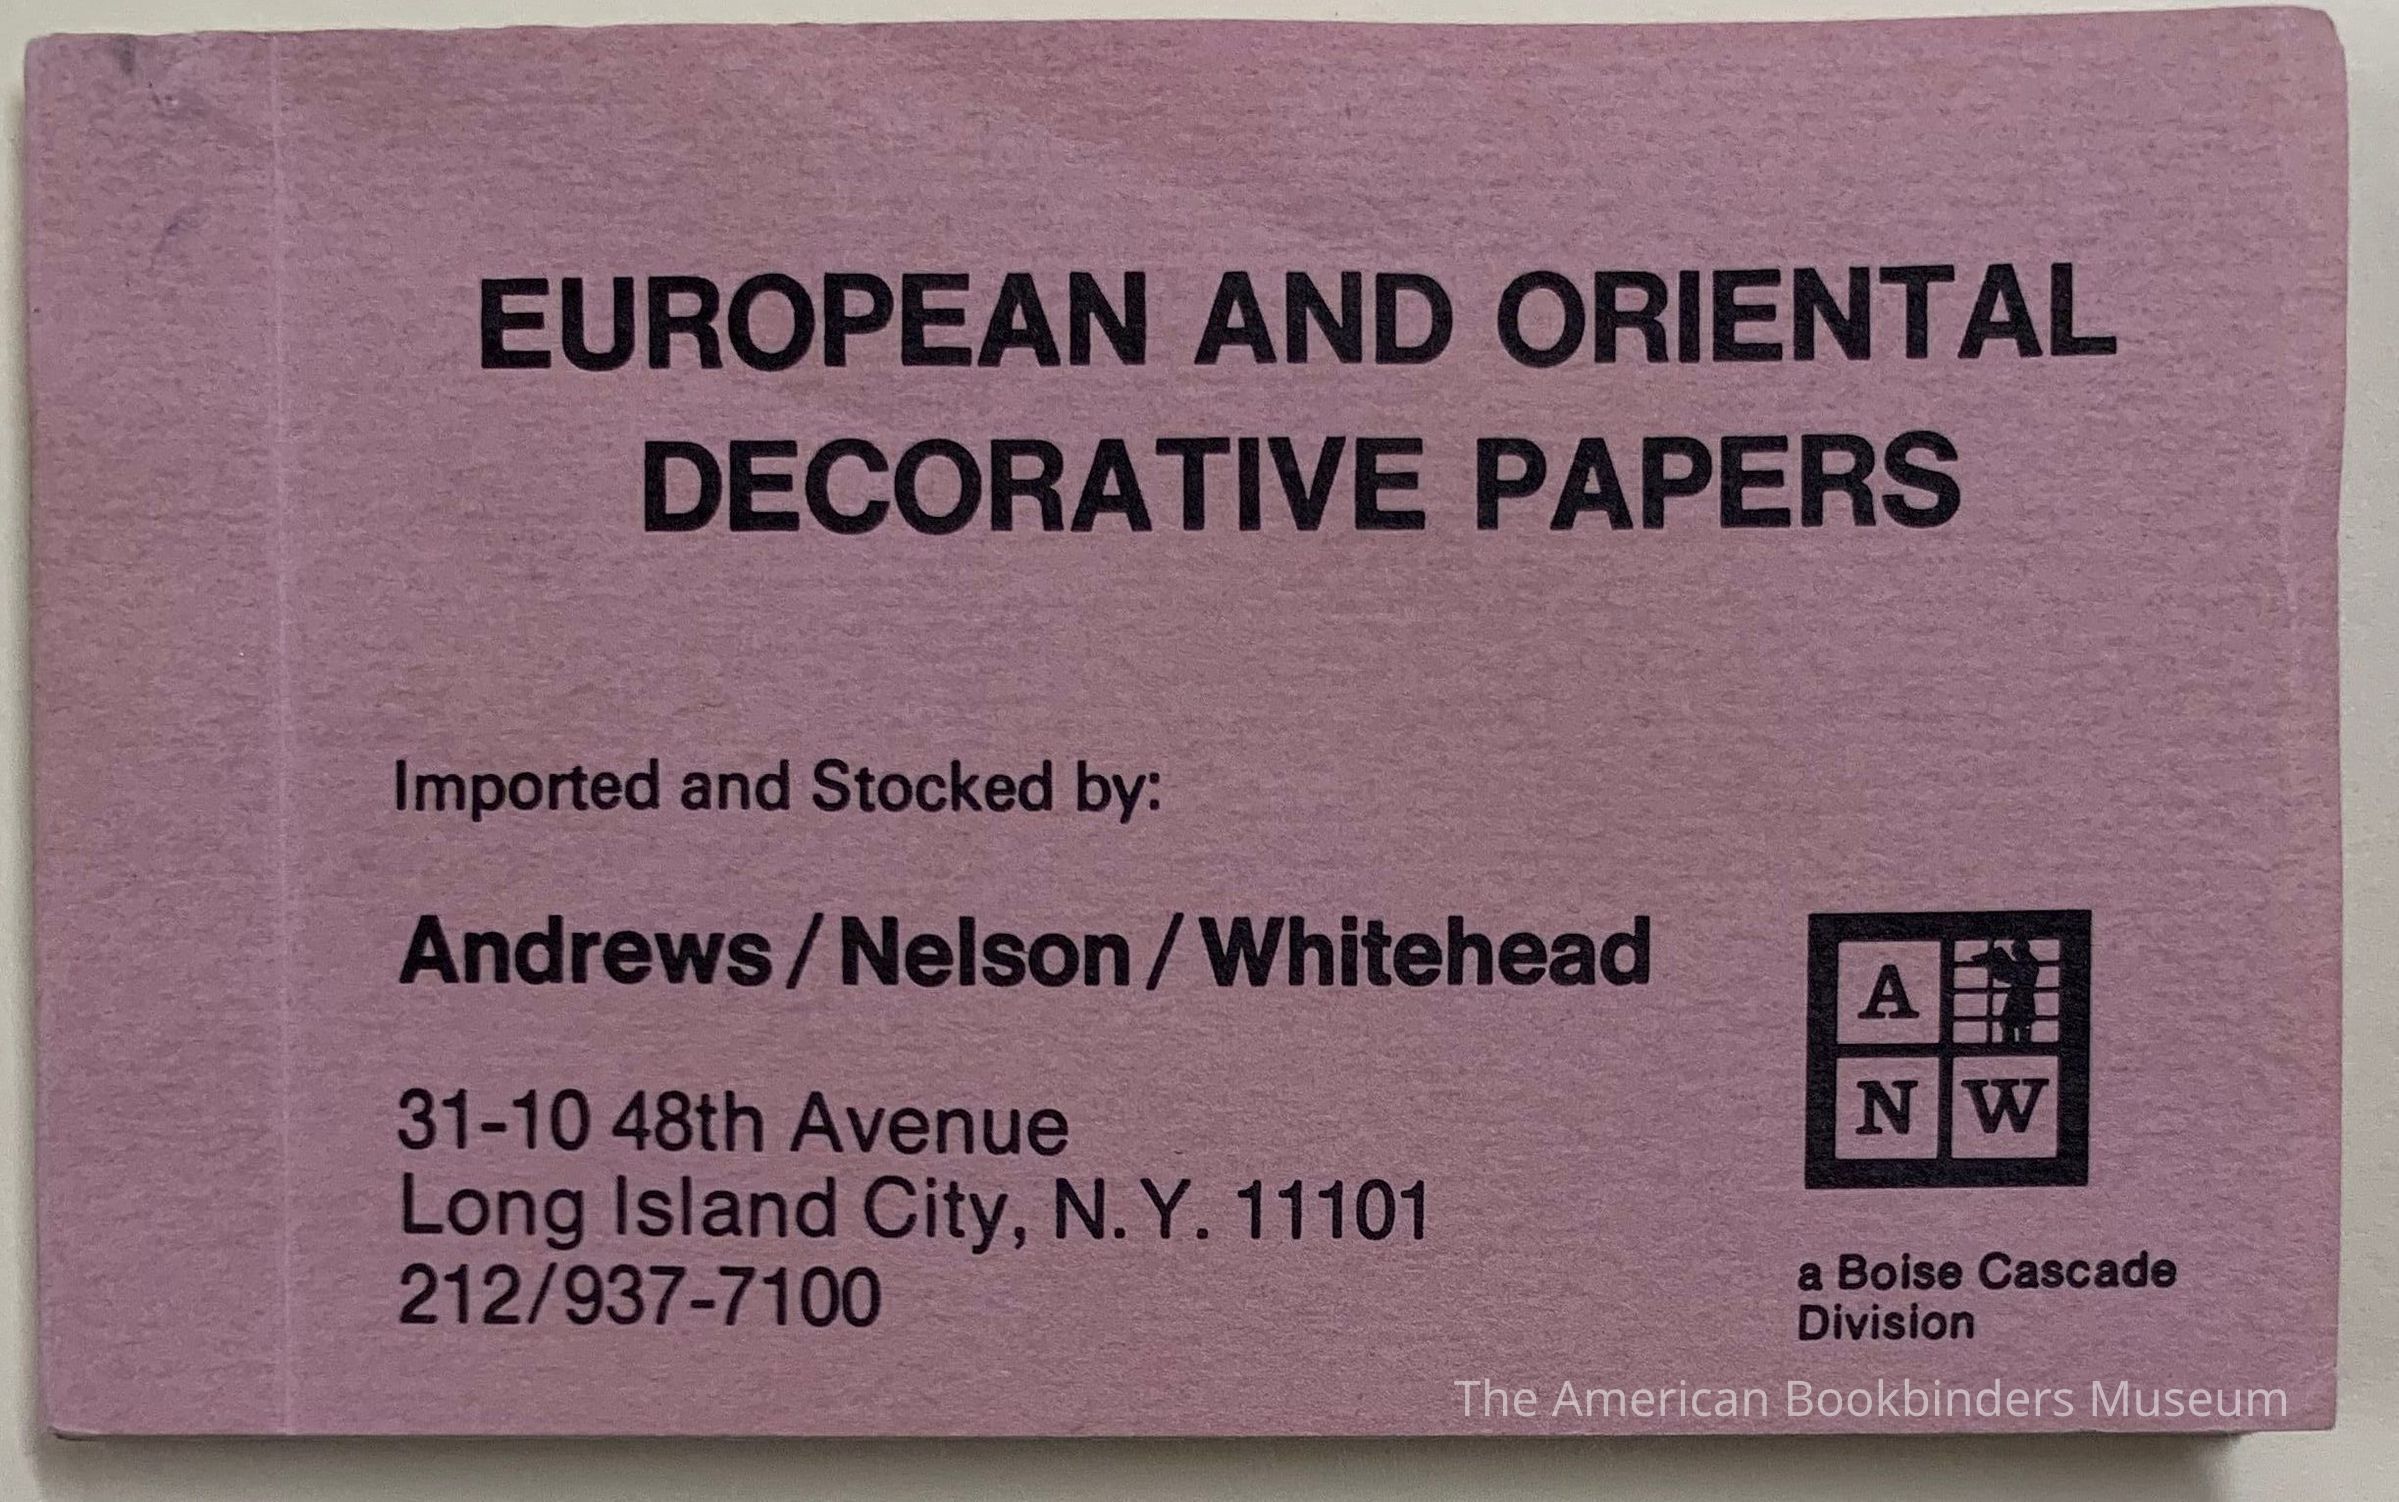 EUROPEAN AND ORIENTAL
DECORATIVE PAPERS
Imported and Stocked by:
Andrews/Nelson/Whitehead
31-10 48th Avenue
Long Island City, N.Y. 11101
212/937-7100
A
N W
a Boise Cascade
Division
The American Bookbinders Museum